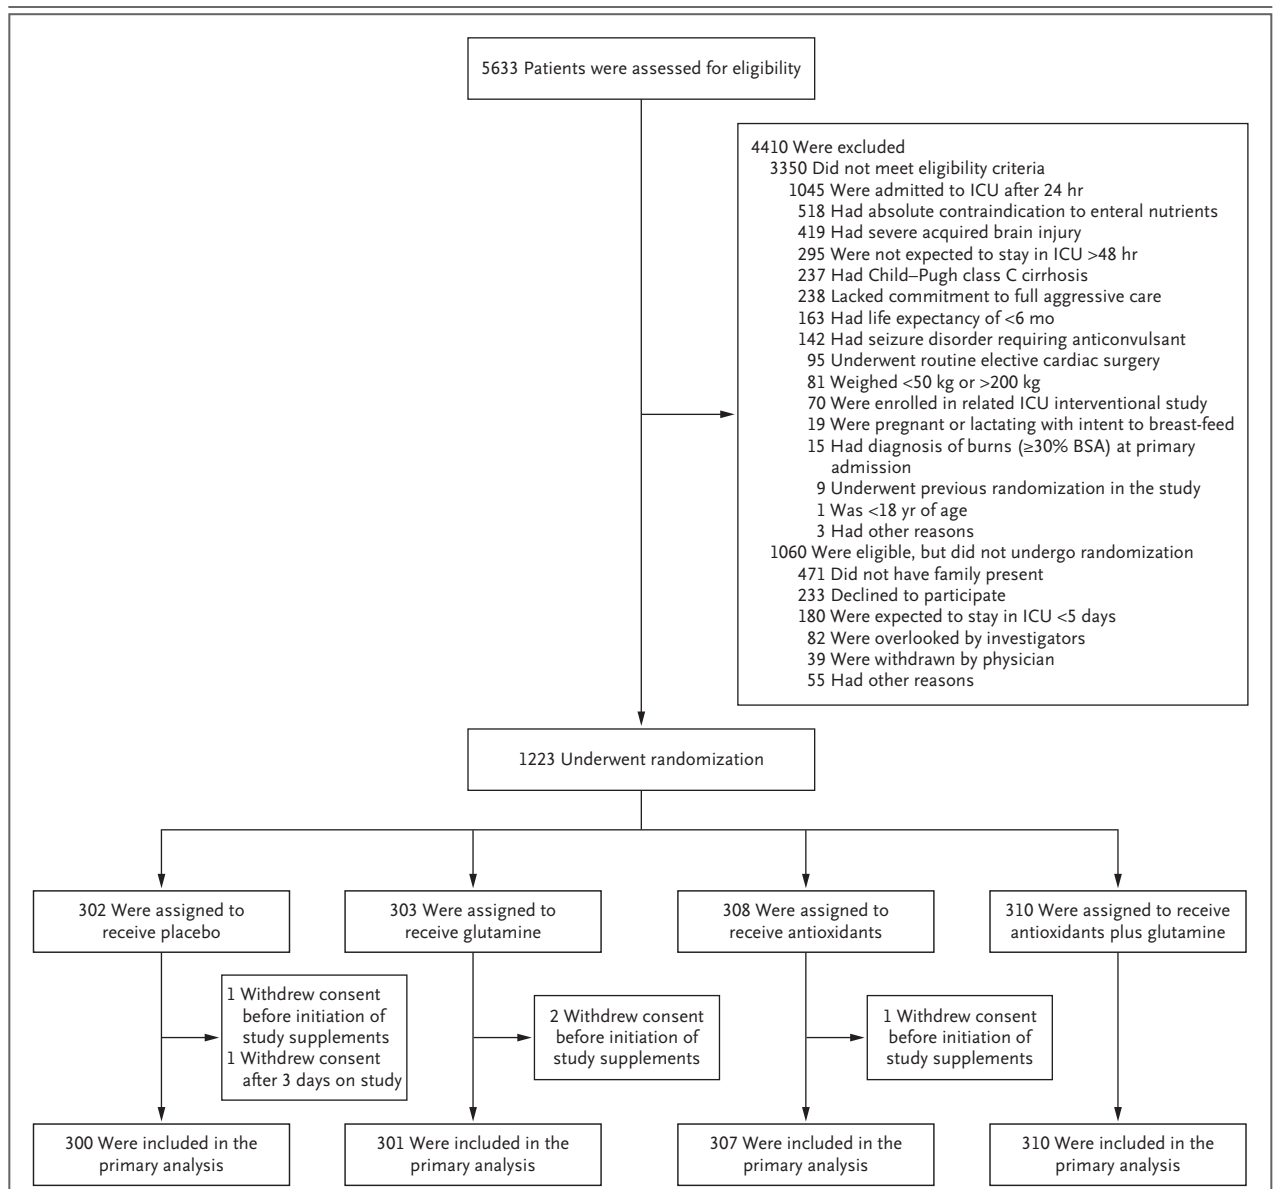 5633 Patients were assessed for eligibility
4410 Were excluded
3350 Did not meet eligibility criteria
1045 Were admitted to ICU after 24 hr
518 Had absolute contraindication to enteral nutrients
419 Had severe acquired brain injury
295 Were not expected to stay in ICU >48 hr
237 Had Child–Pugh class C cirrhosis
238 Lacked commitment to full aggressive care
163 Had life expectancy of <6 mo
142 Had seizure disorder requiring anticonvulsant
95 Underwent routine elective cardiac surgery
81 Weighed <50 kg or >200 kg
70 Were enrolled in related ICU interventional study
19 Were pregnant or lactating with intent to breast-feed
15 Had diagnosis of burns (≥30% BSA) at primary
admission
9 Underwent previous randomization in the study
1 Was <18 yr of age
3 Had other reasons
1060 Were eligible, but did not undergo randomization
471 Did not have family present
233 Declined to participate
180 Were expected to stay in ICU <5 days
82 Were overlooked by investigators
39 Were withdrawn by physician
55 Had other reasons
1223 Underwent randomization
302 Were assigned to
receive placebo
303 Were assigned to
receive glutamine
308 Were assigned to
receive antioxidants
310 Were assigned to receive
antioxidants plus glutamine
1 Withdrew consent
before initiation of
study supplements
1 Withdrew consent
after 3 days on study
2 Withdrew consent
before initiation of
study supplements
1 Withdrew consent
before initiation of
study supplements
300 Were included in the
primary analysis
301 Were included in the
primary analysis
307 Were included in the
primary analysis
310 Were included in the
primary analysis